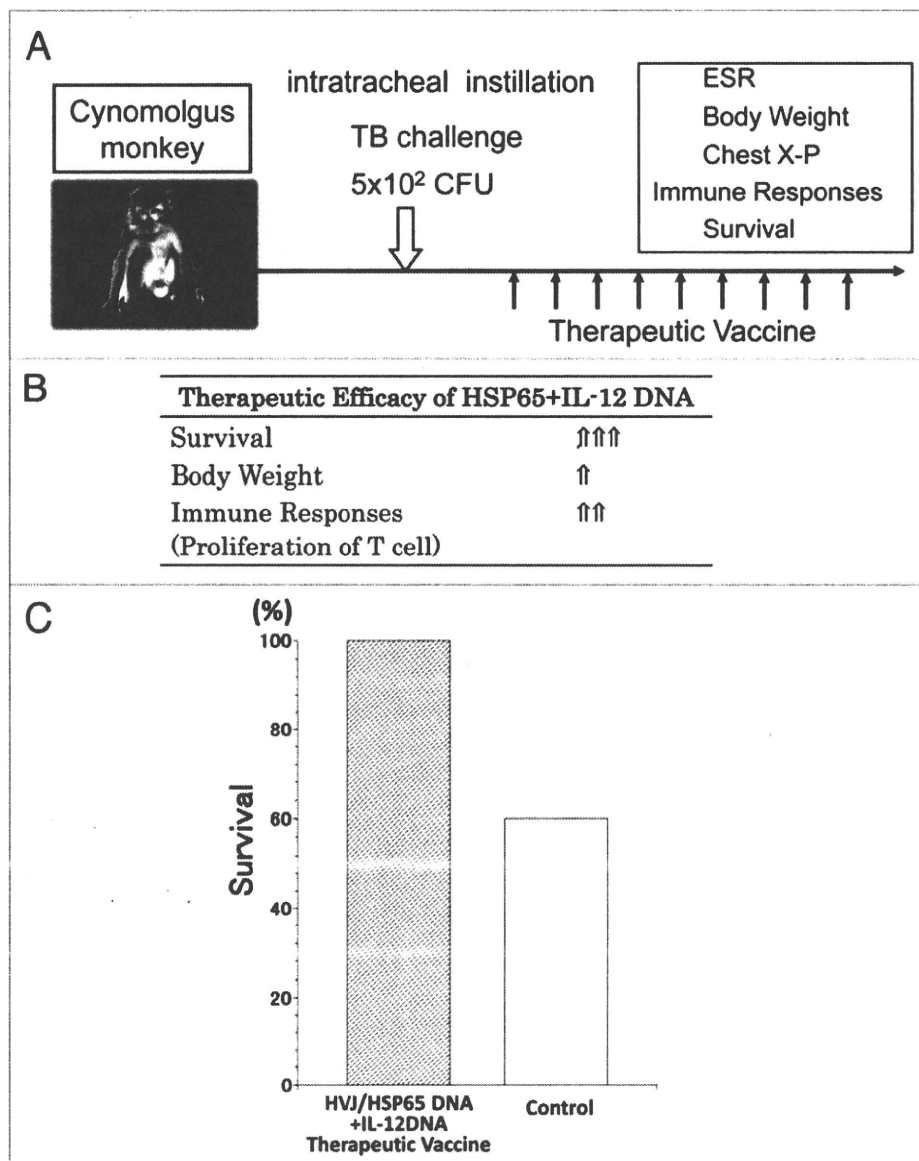 A
Cynomolgus
monkey
intratracheal instillation
TB challenge
5x10² CFU
ESR
Body Weight
Chest X-P
Immune Responses
Survival
Therapeutic Vaccine
B
Therapeutic Efficacy of HSP65+IL-12 DNA
Survival ⇑⇑⇑
Body Weight ⇑
Immune Responses ⇑⇑
(Proliferation of T cell)
C
(%)
100
80
60
40
20
0
Survival
HVJ/HSP65 DNA
+IL-12DNA
Therapeutic Vaccine
Control